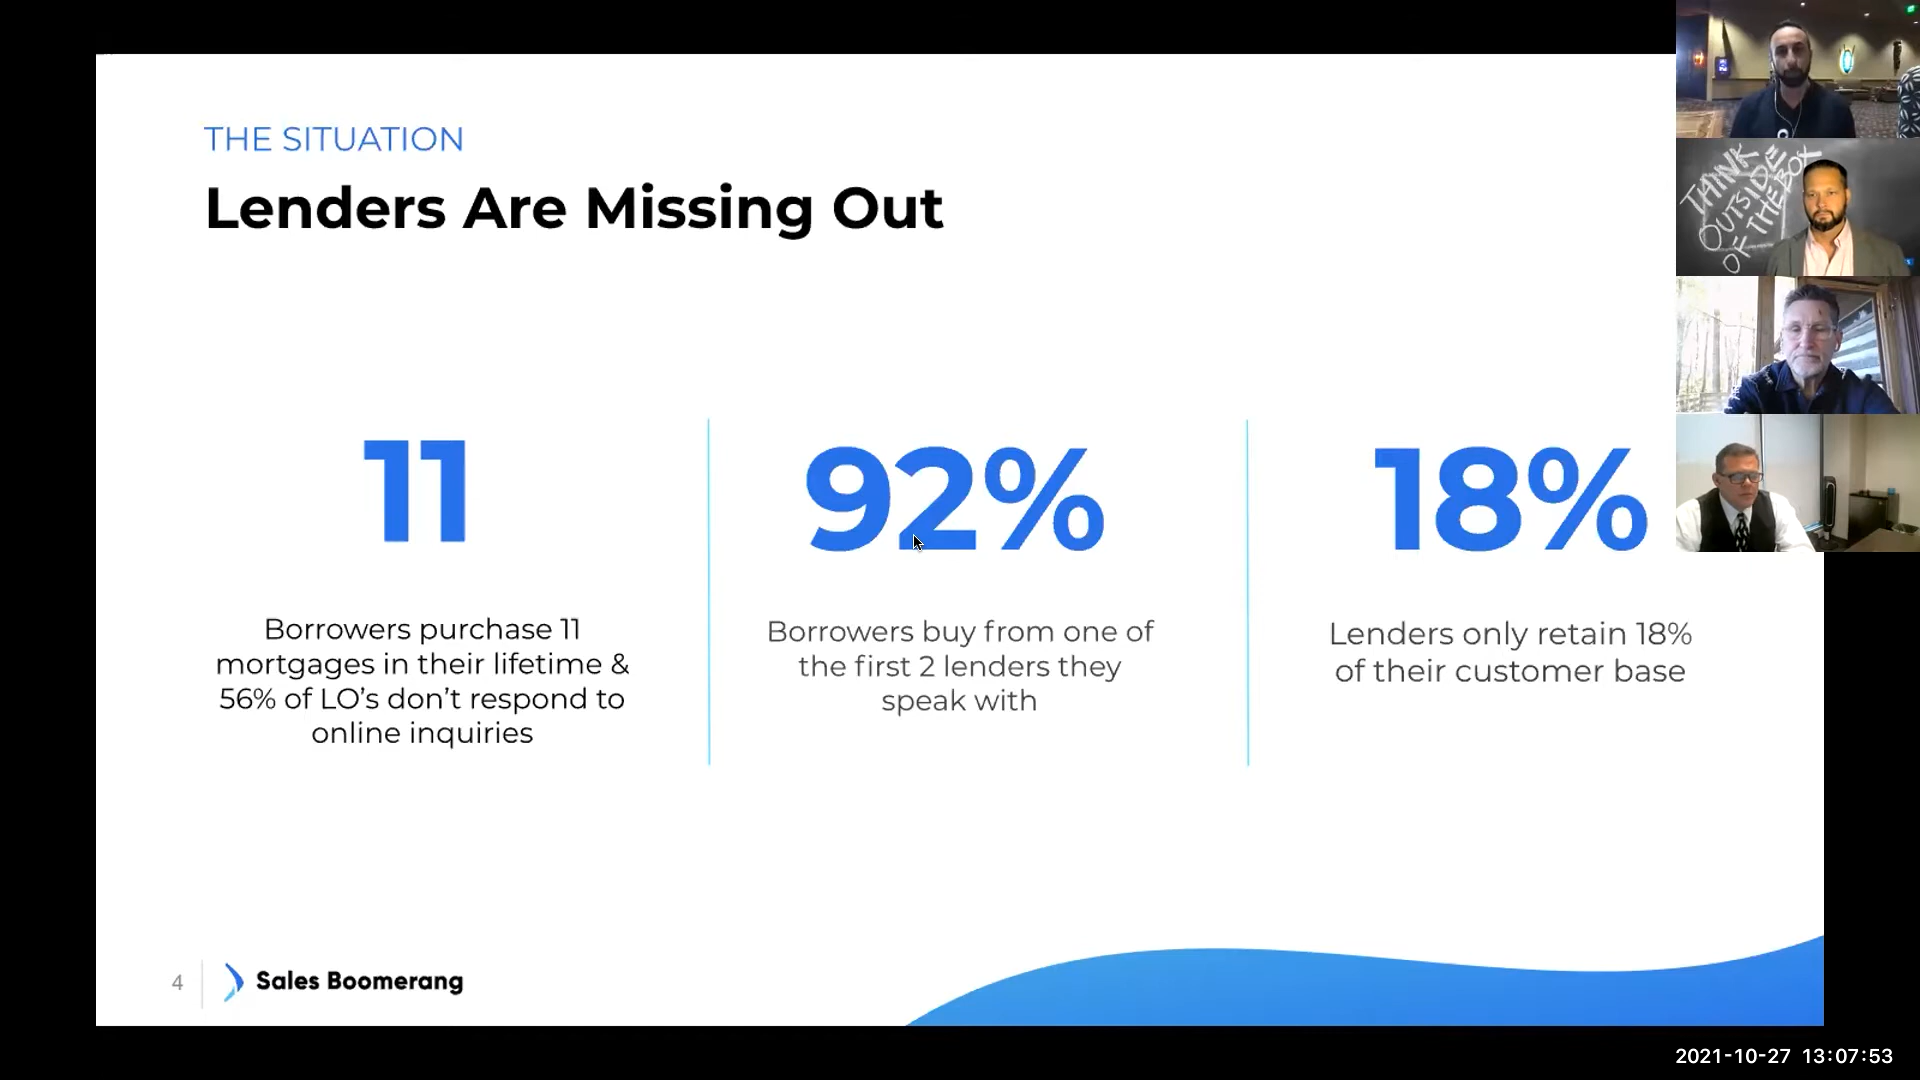 THE SITUATION
Lenders Are Missing Out
11
Borrowers purchase 11
mortgages in their lifetime &
56% of LO's don't respond to
online inquiries
92%
Borrowers buy from one of
the first 2 lenders they
speak with
18%
Lenders only retain 18%
of their customer base
4
Sales Boomerang
THINK
OUTSIDE
OF THE BOX
2021-10-27 13:07:53